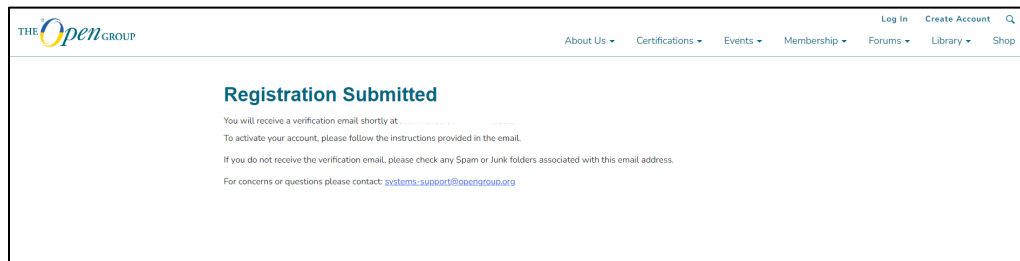 Log In Create Account
THE Open GROUP
About Us Certifications Events Membership Forums Library Shop
Registration Submitted
You will receive a verification email shortly at
To activate your account, please follow the instructions provided in the email.
If you do not receive the verification email, please check any Spam or Junk folders associated with this email address.
For concerns or questions please contact: systems-support@opengroup.org